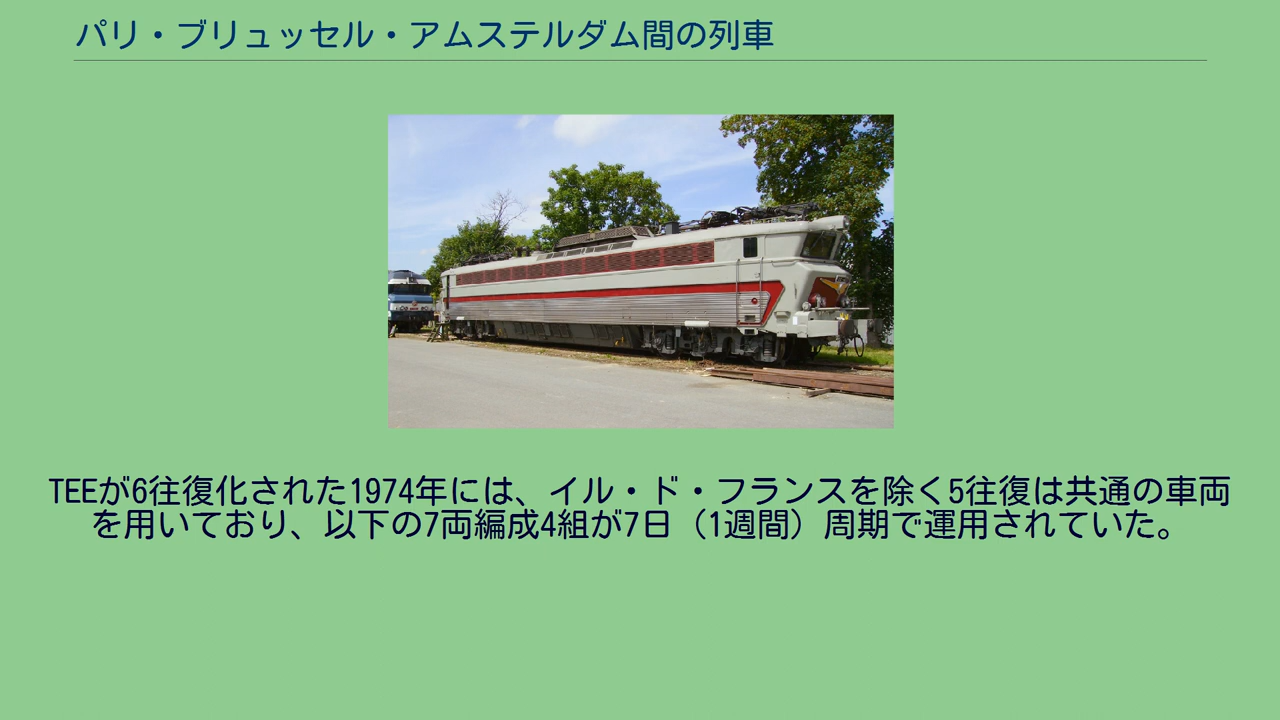 パリ・ブリュッセル・アムステルダム間の列車
TEEが6往復化された1974年には、イル・ド・フランスを除く5往復は共通の車両
を用いており、以下の7両編成4組が7日（1週間）周期で運用されていた。